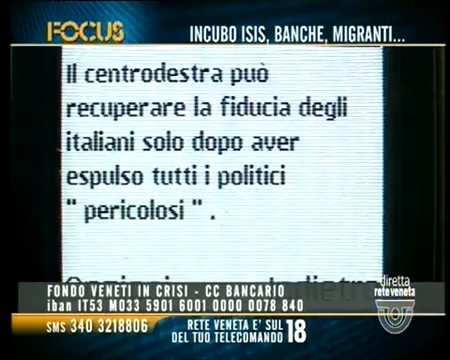 FOCUS
INCUBO ISIS, BANCHE, MIGRANTI...
Il centrodestra può
recuperare la fiducia degli
italiani solo dopo aver
espulso tutti i politici
" pericolosi " .
FONDO VENETI IN CRISI - CC BANCARIO
iban IT53 M033 5901 6001 0000 0078 840
diretta
reteveneta
SMS 340 3218806
RETE VENETA E' SUL
DEL TUO TELECOMANDO 18